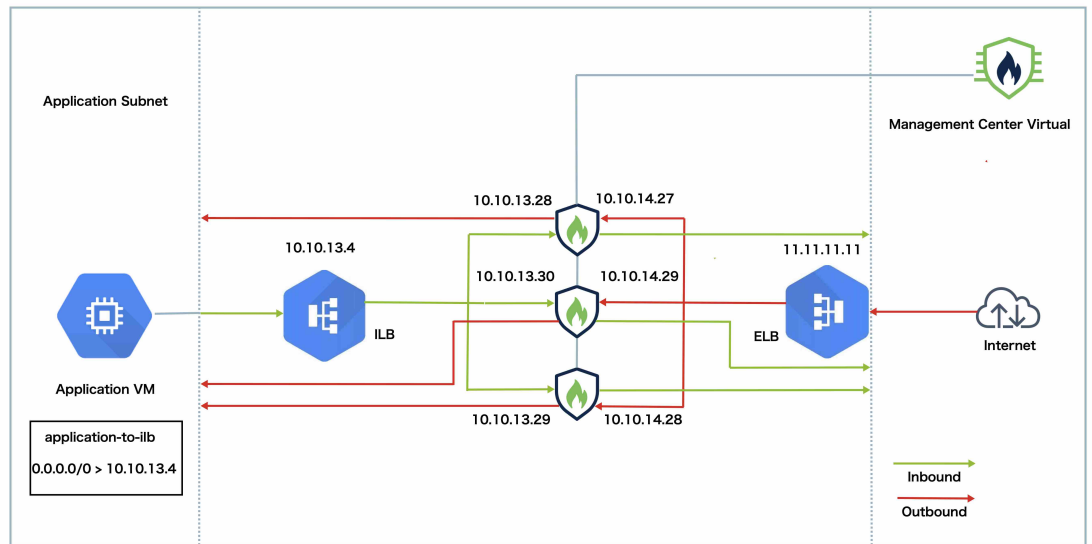 Application Subnet
Management Center Virtual
10.10.13.28
10.10.14.27
10.10.13.4
11.11.11.11
10.10.13.30
10.10.14.29
ILB
ELB
Internet
Application VM
10.10.13.29
10.10.14.28
application-to-ilb
0.0.0.0/0 > 10.10.13.4
Inbound
Outbound